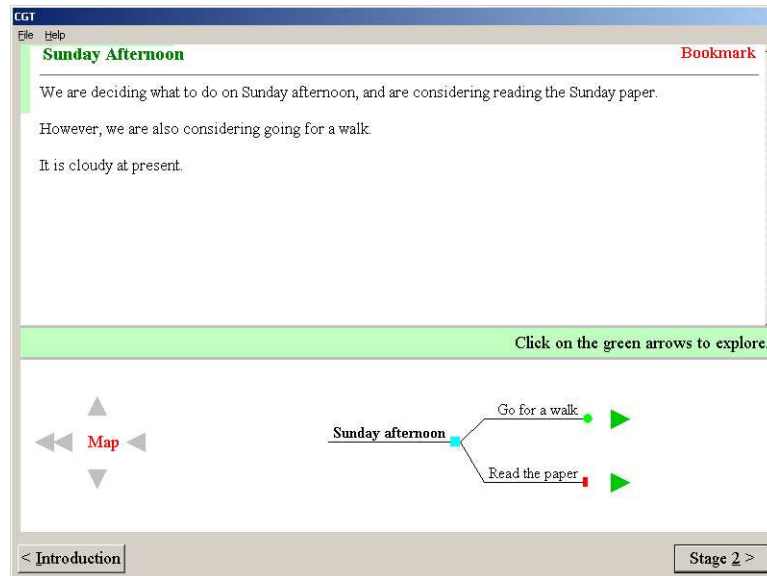 CGT
File Help
Sunday Afternoon Bookmark
We are deciding what to do on Sunday afternoon, and are considering reading the Sunday paper.
However, we are also considering going for a walk.
It is cloudy at present.
Click on the green arrows to explore.
Go for a walk
Map Sunday afternoon
Read the paper
< Introduction Stage 2 >